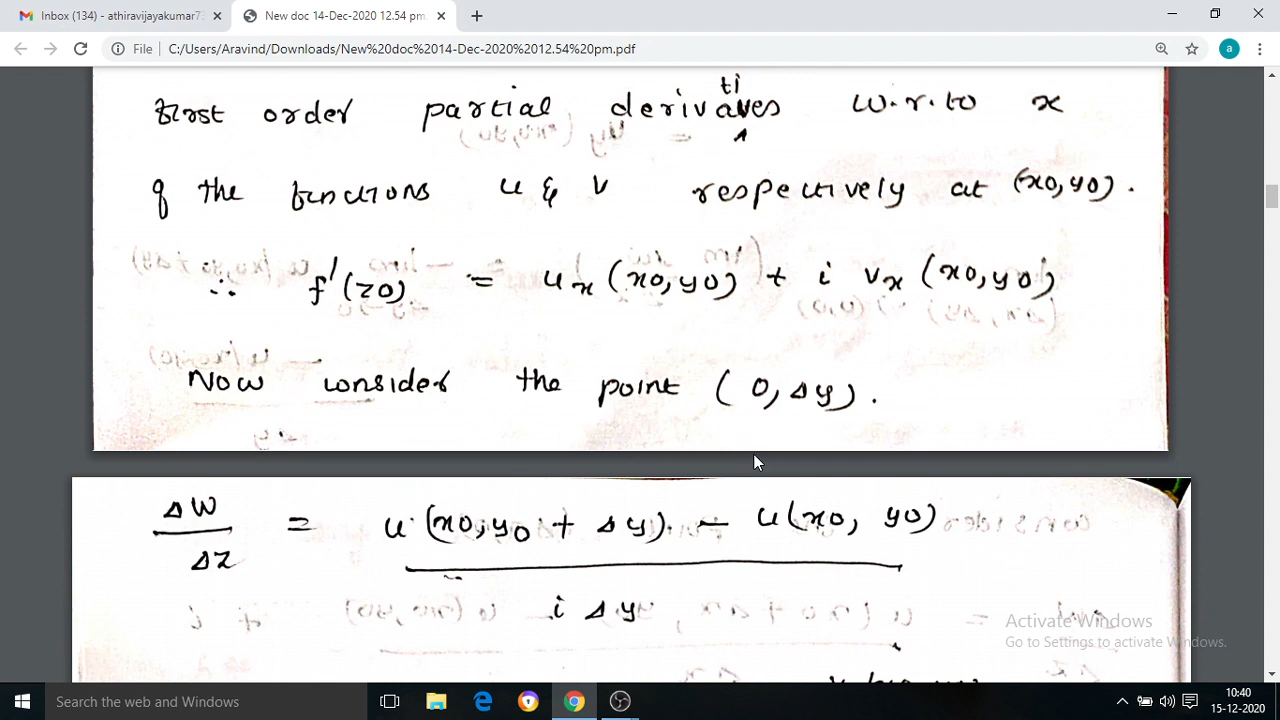 Inbox (134) - athiravijayakumar73
New doc 14-Dec-2020 12.54 pm.pdf
File
C:/Users/Aravind/Downloads/New%20doc%2014-Dec-2020%2012.54%20pm.pdf
a
first order partial derivatives w.r.to x
of the functions u & v respectively at (x0,y0).
∴ f'(z0) = ux (x0,y0) + i vx (x0,y0)
Now consider the point (0, Δy).
Δw/Δz = u (x0,y0 + Δy) - u(x0, y0)
i Δy
Activate Windows
Go to Settings to activate Windows.
Search the web and Windows
10:40
15-12-2020